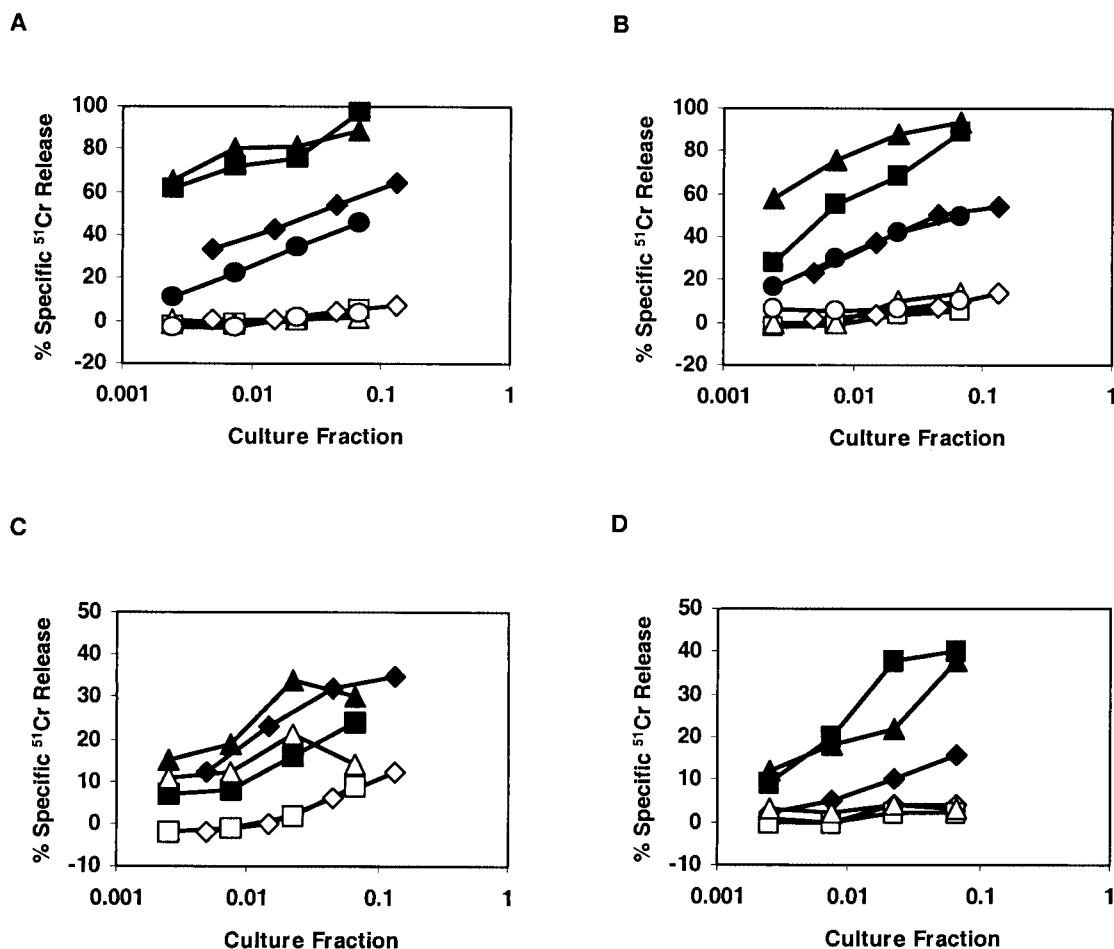 A
% Specific ⁵¹Cr Release
100
80
60
40
20
0
-20
0.001 0.01 0.1 1
Culture Fraction
B
% Specific ⁵¹Cr Release
100
80
60
40
20
0
-20
0.001 0.01 0.1 1
Culture Fraction
C
% Specific ⁵¹Cr Release
50
40
30
20
10
0
-10
0.001 0.01 0.1 1
Culture Fraction
D
% Specific ⁵¹Cr Release
50
40
30
20
10
0
-10
0.001 0.01 0.1 1
Culture Fraction